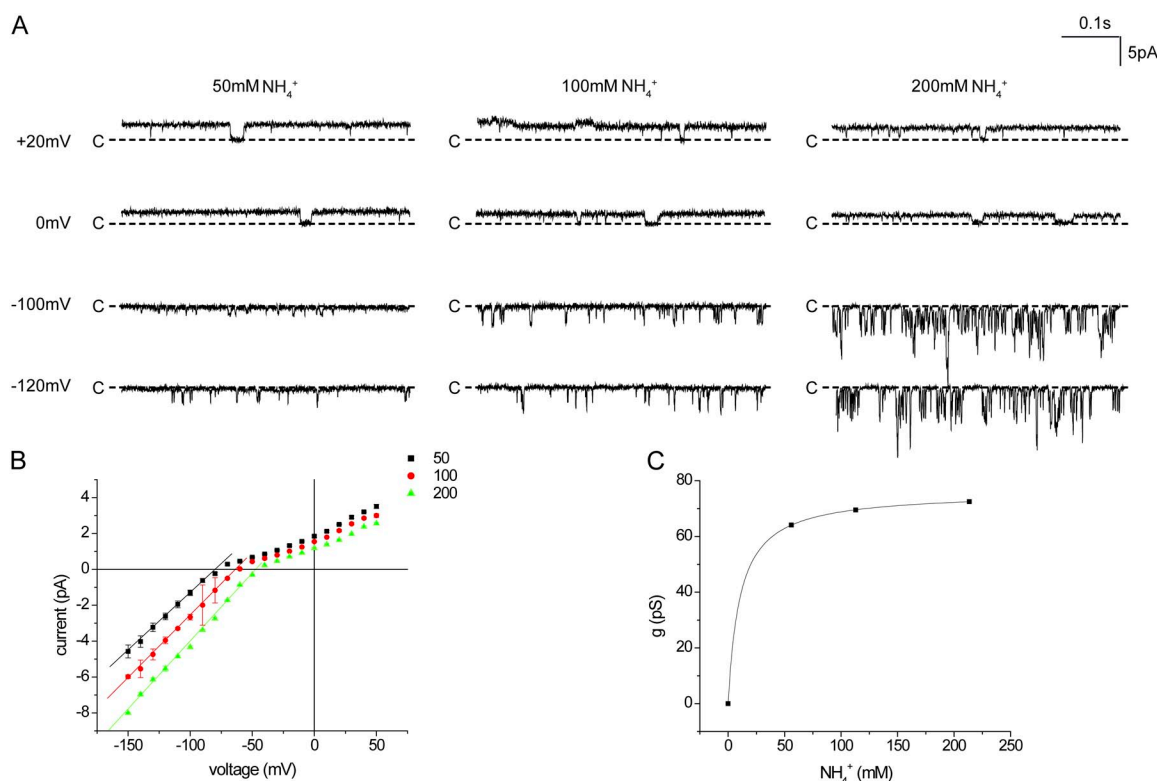 A
0.1s
5pA
50mM NH₄⁺
100mM NH₄⁺
200mM NH₄⁺
+20mV C C C
0mV C C C
-100mV C C C
-120mV C C C
B
50
100
200
4
2
0
-2
-4
-6
-8
current (pA)
-150 -100 -50 0 50
voltage (mV)
C
80
60
40
20
0
g (pS)
0 50 100 150 200 250
NH₄⁺ (mM)